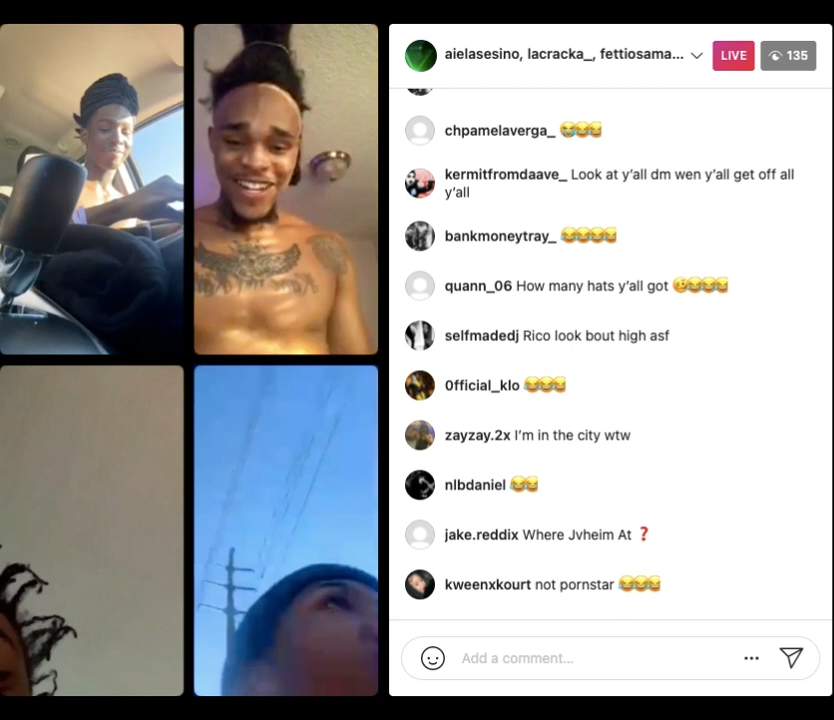 aielasesino, lacracka_, fettiosama...
LIVE
135
chpamelaverga_ 😂😂😂
kermitfromdaave_ Look at y’all dm wen y’all get off all
y’all
bankmoneytray_ 😂😂😂😂
quann_06 How many hats y’all got 🥴😂😂😂
selfmadedj Rico look bout high asf
0fficial_klo 😂😂😂
zayzay.2x I’m in the city wtw
nlbdaniel 😂😂
jake.reddix Where Jvheim At ❓
kweenxkourt not pornstar 😂😂😂
Add a comment...